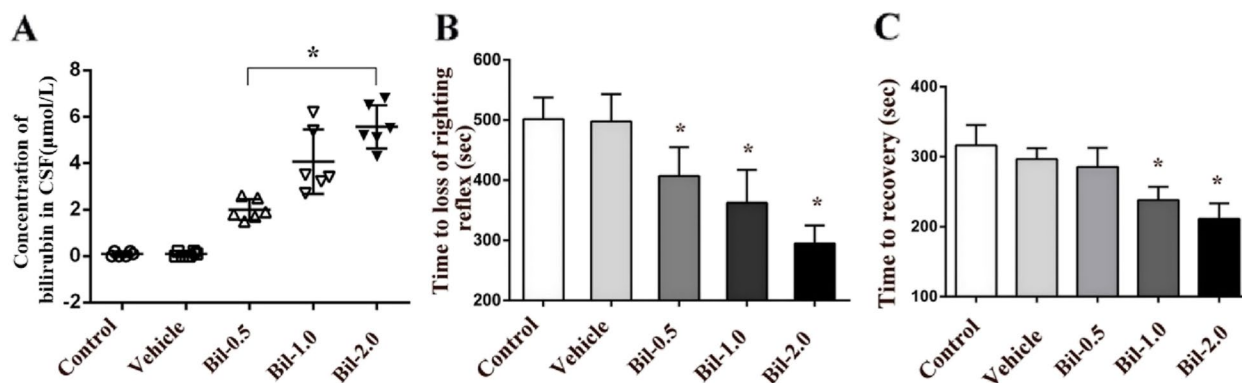 A
Concentration of
bilirubin in CSF(μmol/L)
8
6
4
2
0
-2
*
Control
Vehicle
Bil-0.5
Bil-1.0
Bil-2.0
B
Time to loss of righting
reflex (sec)
600
500
400
300
200
*
*
*
Control
Vehicle
Bil-0.5
Bil-1.0
Bil-2.0
C
Time to recovery (sec)
400
300
200
100
*
*
Control
Vehicle
Bil-0.5
Bil-1.0
Bil-2.0